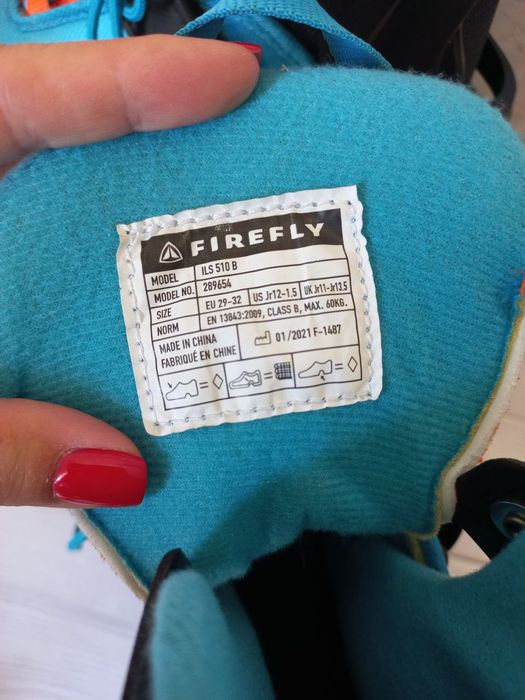 FIREFLY
MODEL ILS 510 B
MODEL NO. 289654
SIZE EU 29-32 US Jr12-1.5 UK Jr11-Jr13.5
NORM EN 13843:2009, CLASS B, MAX. 60KG.
MADE IN CHINA
FABRIQUÉ EN CHINE
01/2021 F-1487